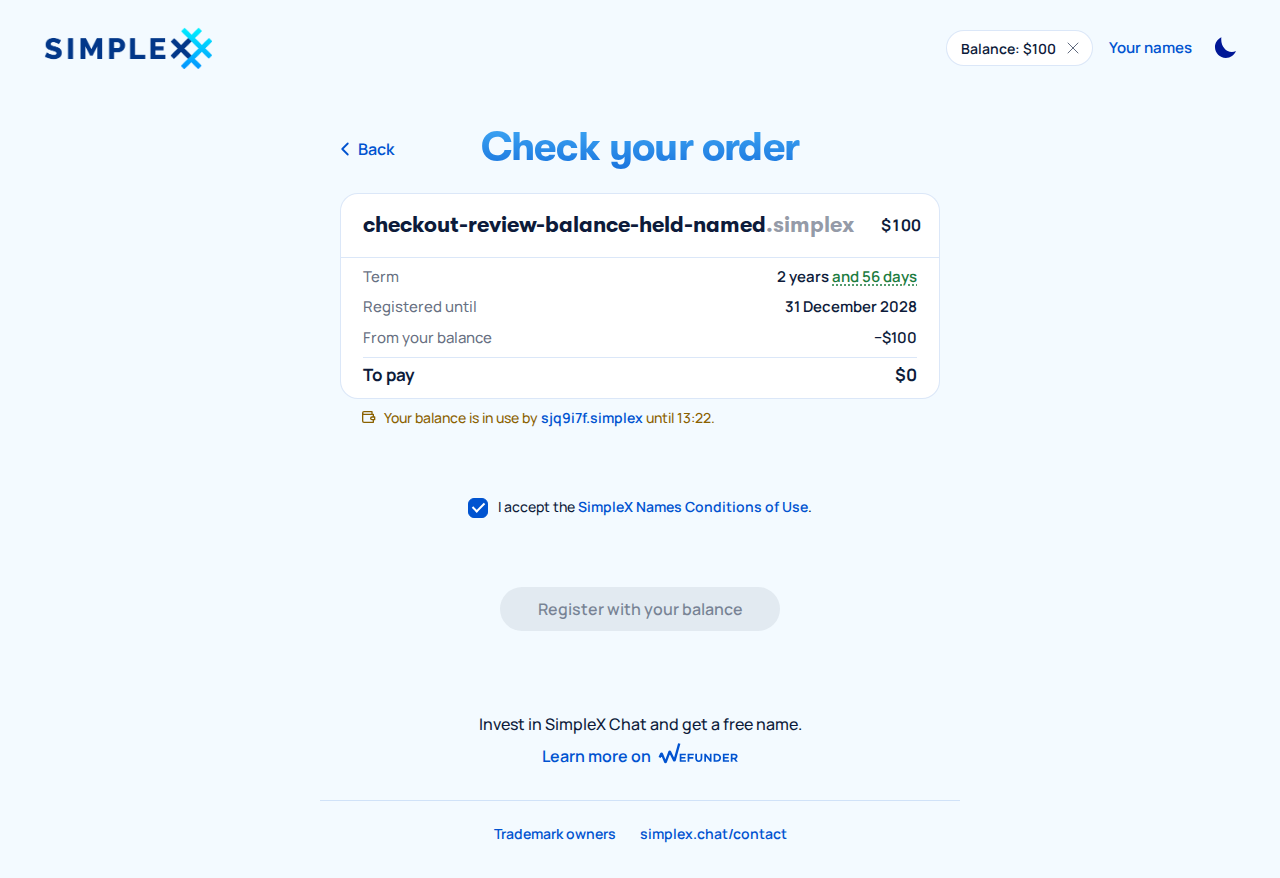 SIMPLEX
Balance: $100
Your names
Back
Check your order
checkout-review-balance-held-named.simplex $100
Term 2 years and 56 days
Registered until 31 December 2028
From your balance −$100
To pay $0
Your balance is in use by sjq9i7f.simplex until 13:22.
I accept the SimpleX Names Conditions of Use.
Register with your balance
Invest in SimpleX Chat and get a free name.
Learn more on WEFUNDER
Trademark owners simplex.chat/contact